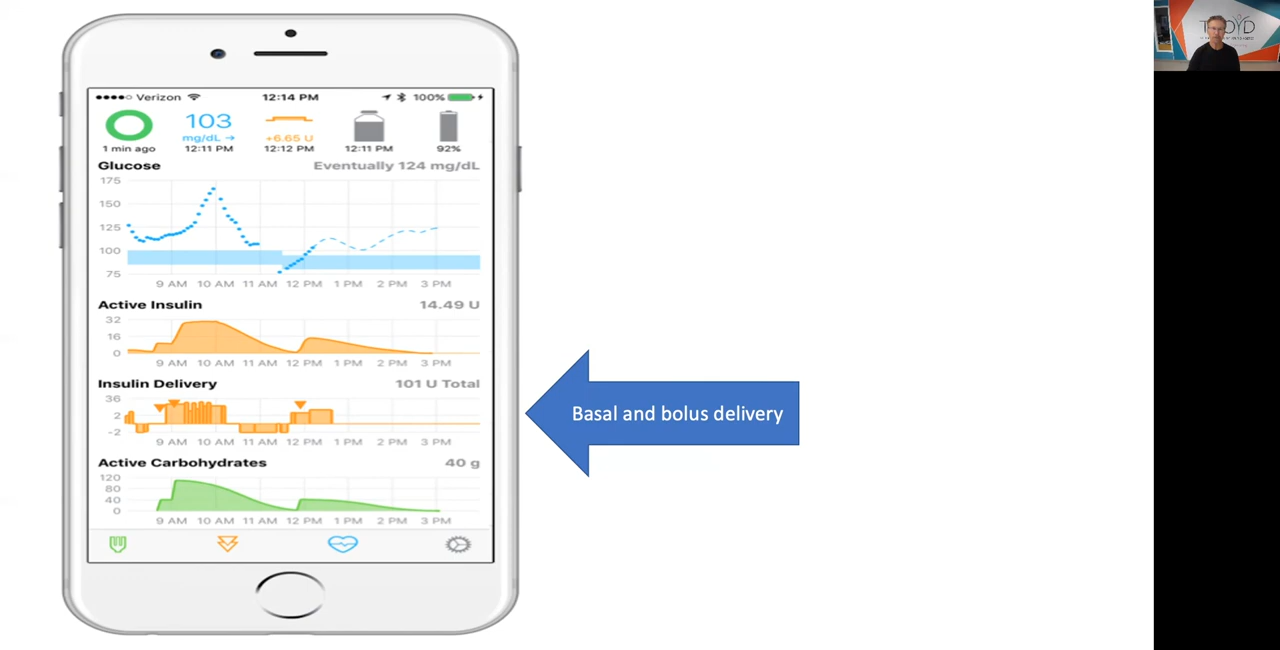 Verizon 12:14 PM 100%
103
mg/dL → +6.65 U
1 min ago 12:11 PM 12:12 PM 12:11 PM 92%
Glucose Eventually 124 mg/dL
175
150
125
100
75
9 AM 10 AM 11 AM 12 PM 1 PM 2 PM 3 PM
Active Insulin 14.49 U
32
16
0
9 AM 10 AM 11 AM 12 PM 1 PM 2 PM 3 PM
Insulin Delivery 101 U Total
36
2
-2
9 AM 10 AM 11 AM 12 PM 1 PM 2 PM 3 PM
Active Carbohydrates 40 g
120
80
40
0
9 AM 10 AM 11 AM 12 PM 1 PM 2 PM 3 PM
Basal and bolus delivery